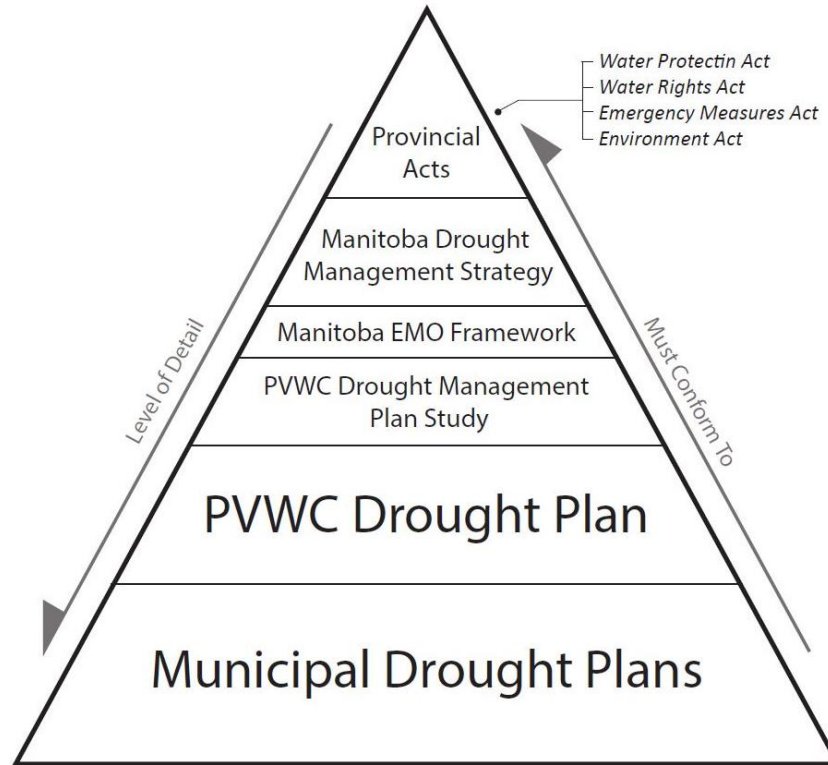 Water Protectin Act
Water Rights Act
Emergency Measures Act
Environment Act
Provincial
Acts
Manitoba Drought
Management Strategy
Manitoba EMO Framework
PVWC Drought Management
Plan Study
PVWC Drought Plan
Municipal Drought Plans
Level of Detail
Must Conform To